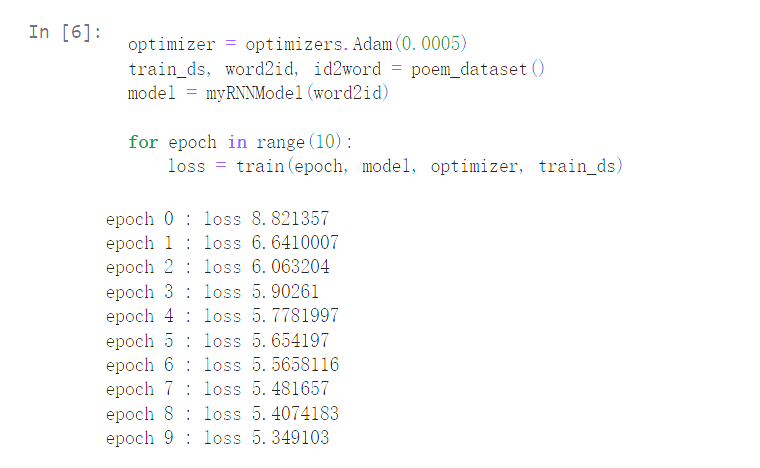 In [6]:
optimizer = optimizers.Adam(0.0005)
train_ds, word2id, id2word = poem_dataset()
model = myRNNModel(word2id)
for epoch in range(10):
    loss = train(epoch, model, optimizer, train_ds)
epoch 0 : loss 8.821357
epoch 1 : loss 6.6410007
epoch 2 : loss 6.063204
epoch 3 : loss 5.90261
epoch 4 : loss 5.7781997
epoch 5 : loss 5.654197
epoch 6 : loss 5.5658116
epoch 7 : loss 5.481657
epoch 8 : loss 5.4074183
epoch 9 : loss 5.349103